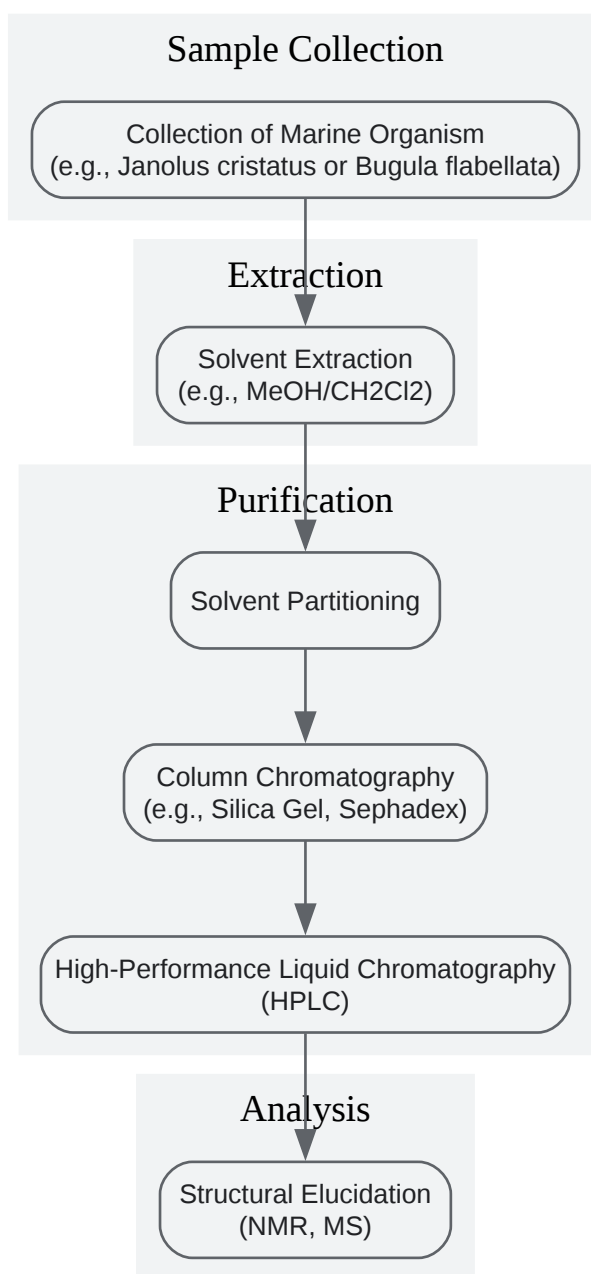 Sample Collection
Collection of Marine Organism
(e.g., Janolus cristatus or Bugula flabellata)
Extraction
Solvent Extraction
(e.g., MeOH/CH2Cl2)
Purification
Solvent Partitioning
Column Chromatography
(e.g., Silica Gel, Sephadex)
High-Performance Liquid Chromatography
(HPLC)
Analysis
Structural Elucidation
(NMR, MS)